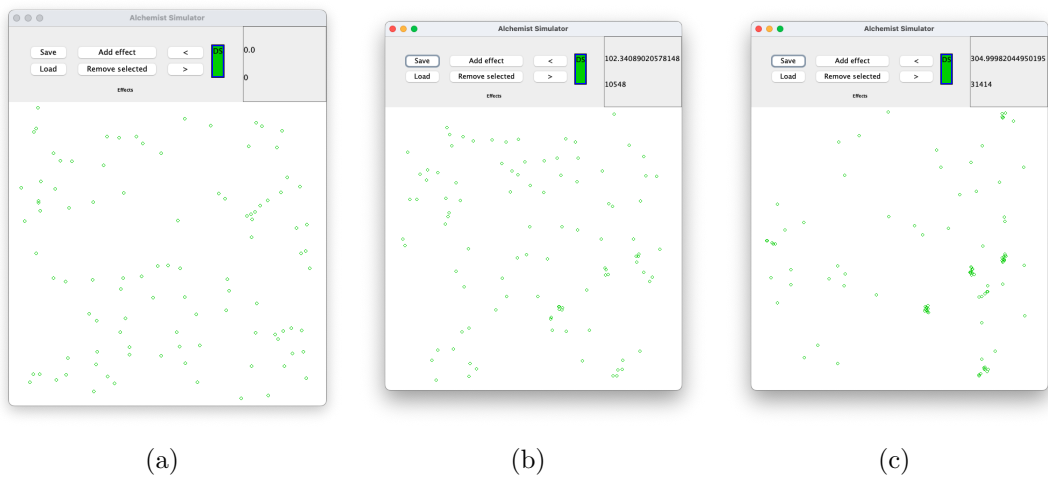 Alchemist Simulator
Save Add effect < DS 0.0
Load Remove selected > 0
Effects
Alchemist Simulator
Save Add effect < DS 102.34089020578148
Load Remove selected > 10548
Effects
Alchemist Simulator
Save Add effect < DS 304.99982044950195
Load Remove selected > 31414
Effects
(a) (b) (c)